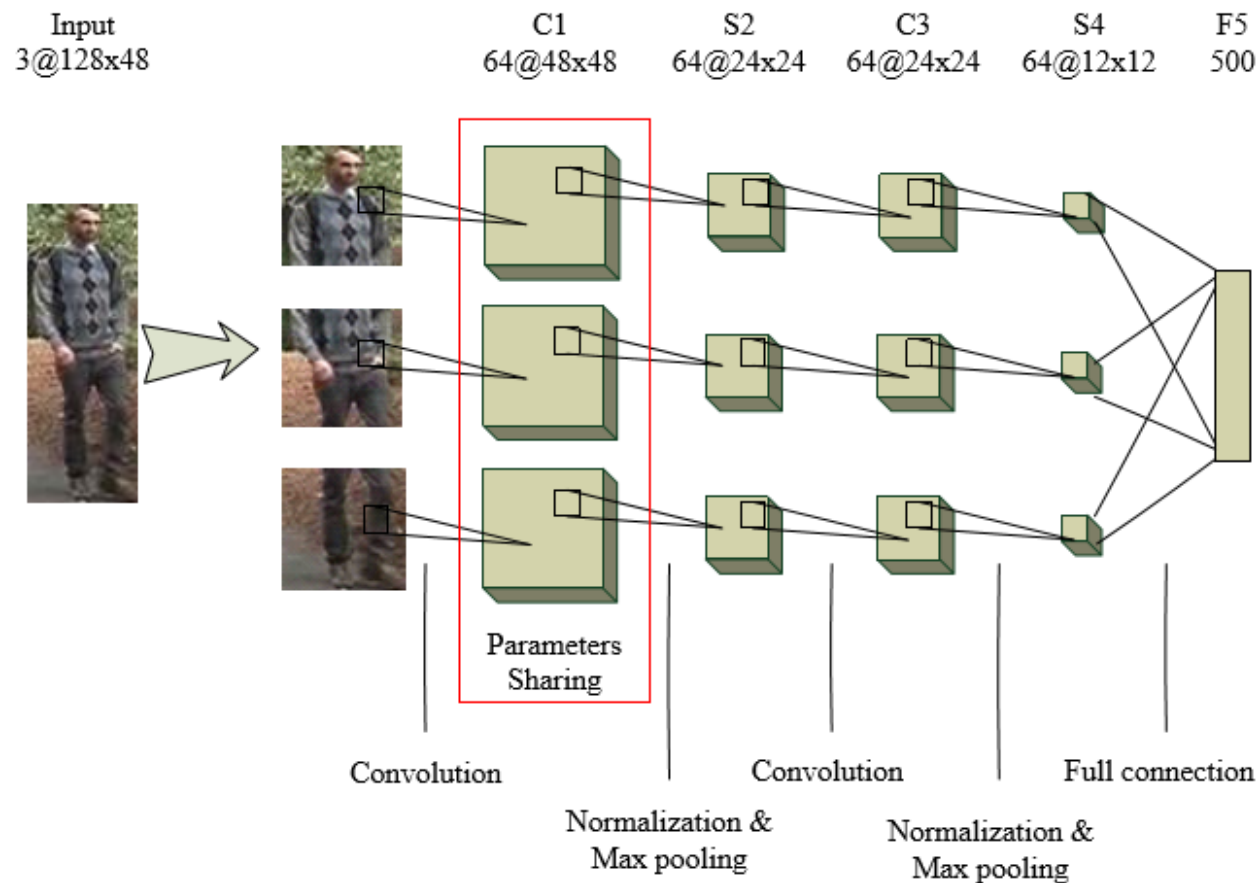 Input
3@128x48
C1
64@48x48
S2
64@24x24
C3
64@24x24
S4
64@12x12
F5
500
Parameters
Sharing
Convolution
Normalization &
Max pooling
Convolution
Normalization &
Max pooling
Full connection